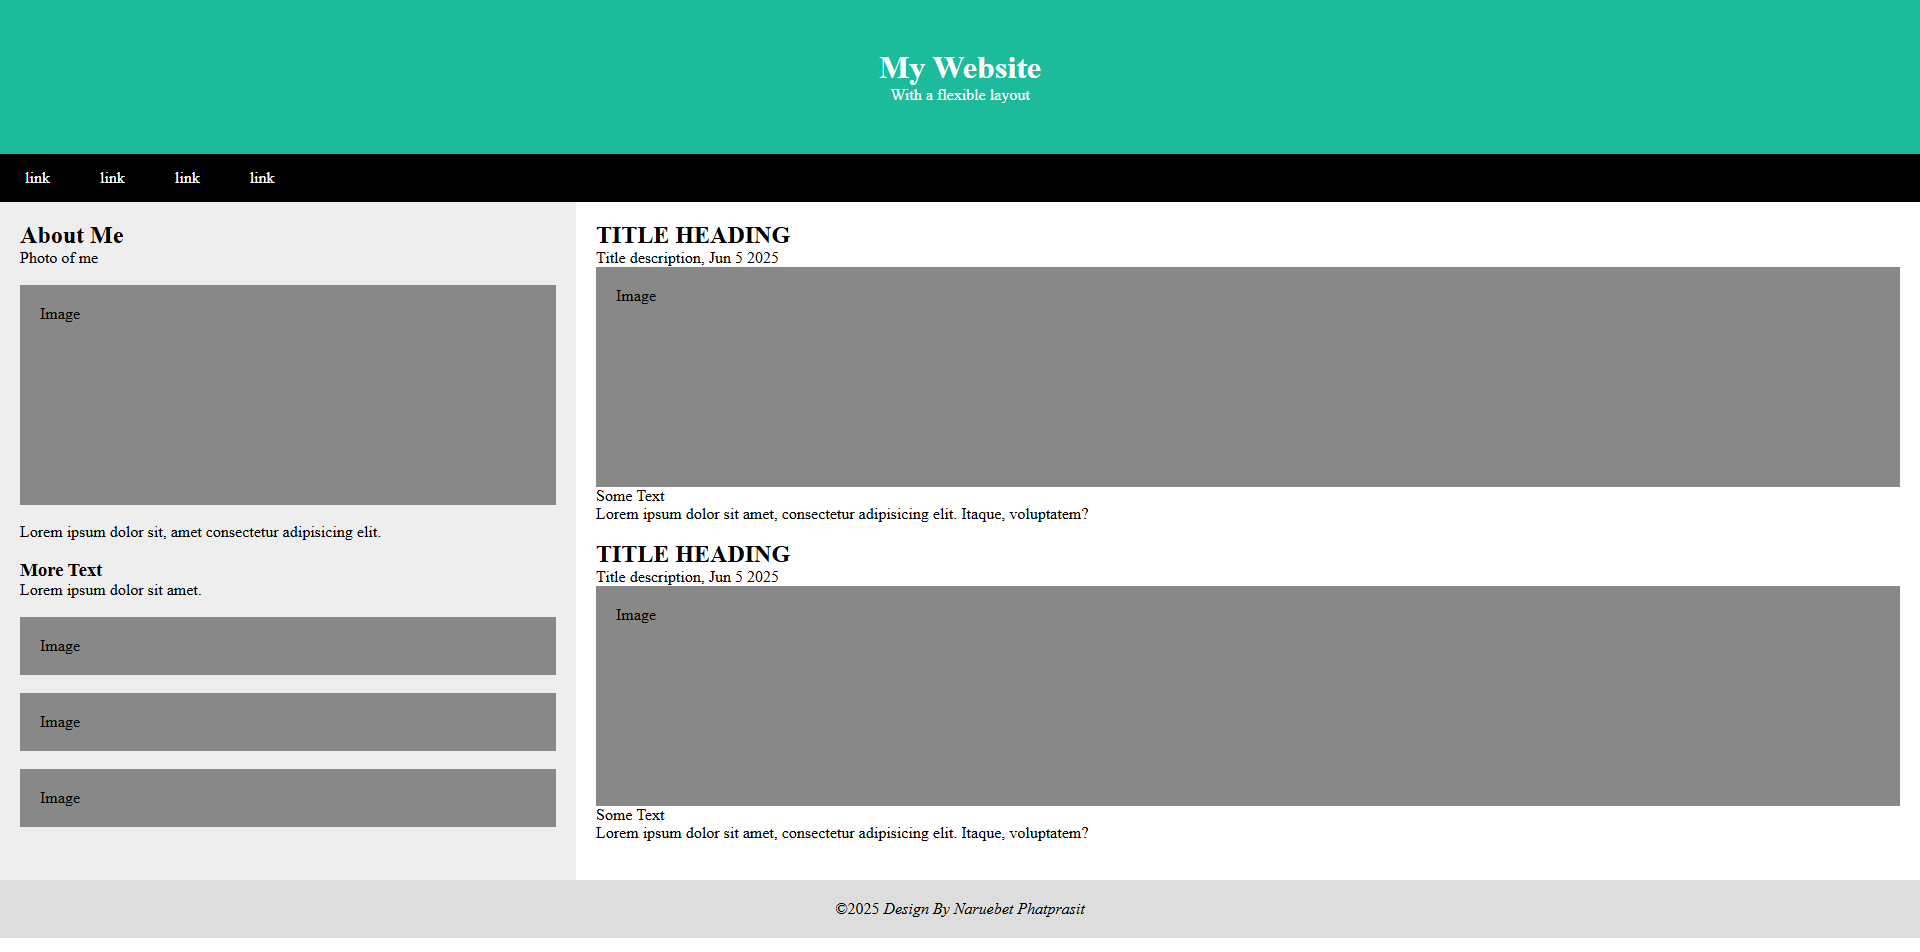 My Website
With a flexible layout
link link link link
About Me
Photo of me
Image
Lorem ipsum dolor sit, amet consectetur adipisicing elit.
More Text
Lorem ipsum dolor sit amet.
Image
Image
Image
TITLE HEADING
Title description, Jun 5 2025
Image
Some Text
Lorem ipsum dolor sit amet, consectetur adipisicing elit. Itaque, voluptatem?
TITLE HEADING
Title description, Jun 5 2025
Image
Some Text
Lorem ipsum dolor sit amet, consectetur adipisicing elit. Itaque, voluptatem?
©2025 Design By Naruebet Phatprasit